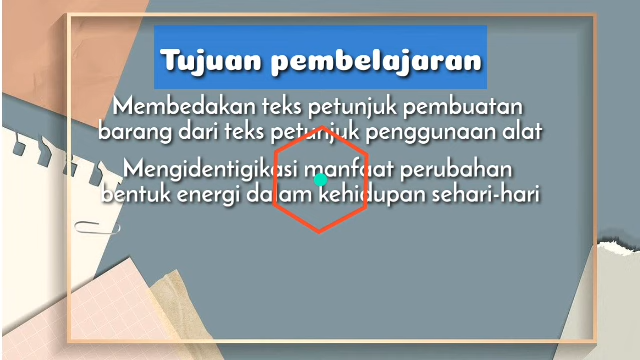 Tujuan pembelajaran
Membedakan teks petunjuk pembuatan
barang dari teks petunjuk penggunaan alat
Mengidentigikasi manfaat perubahan
bentuk energi dalam kehidupan sehari-hari